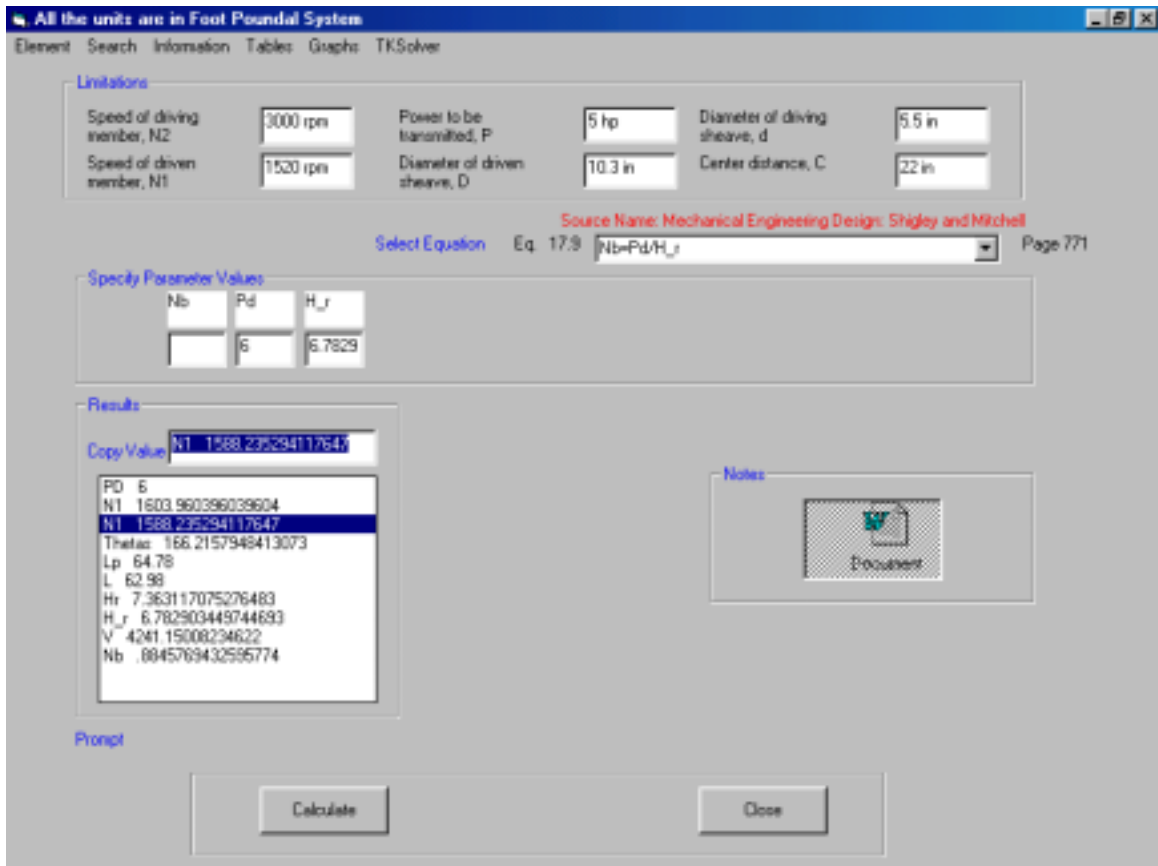 All the units are in Foot Poundal System
Element Search Information Tables Graphs TKSolver
Limitations
Speed of driving member, N2
3000 rpm
Power to be transmitted, P
5 hp
Diameter of driving sheave, d
5.5 in
Speed of driven member, N1
1520 rpm
Diameter of driven sheave, D
10.3 in
Center distance, C
22 in
Source Name: Mechanical Engineering Design: Shigley and Mitchell
Select Equation Eq. 17.9 Nb=Pd/H_r Page 771
Specify Parameter Values
Nb Pd H_r
6 6.7829
Results
Copy Value N1 1588.235294117647
PD 6
N1 1603.960396039604
N1 1588.235294117647
Thetas 166.2157948413073
Lp 64.78
L 62.98
Hr 7.363117075276483
H_r 6.782903449744693
V 4241.15008234622
Nb .8845769432595774
Notes
Document
Prompt
Calculate Close